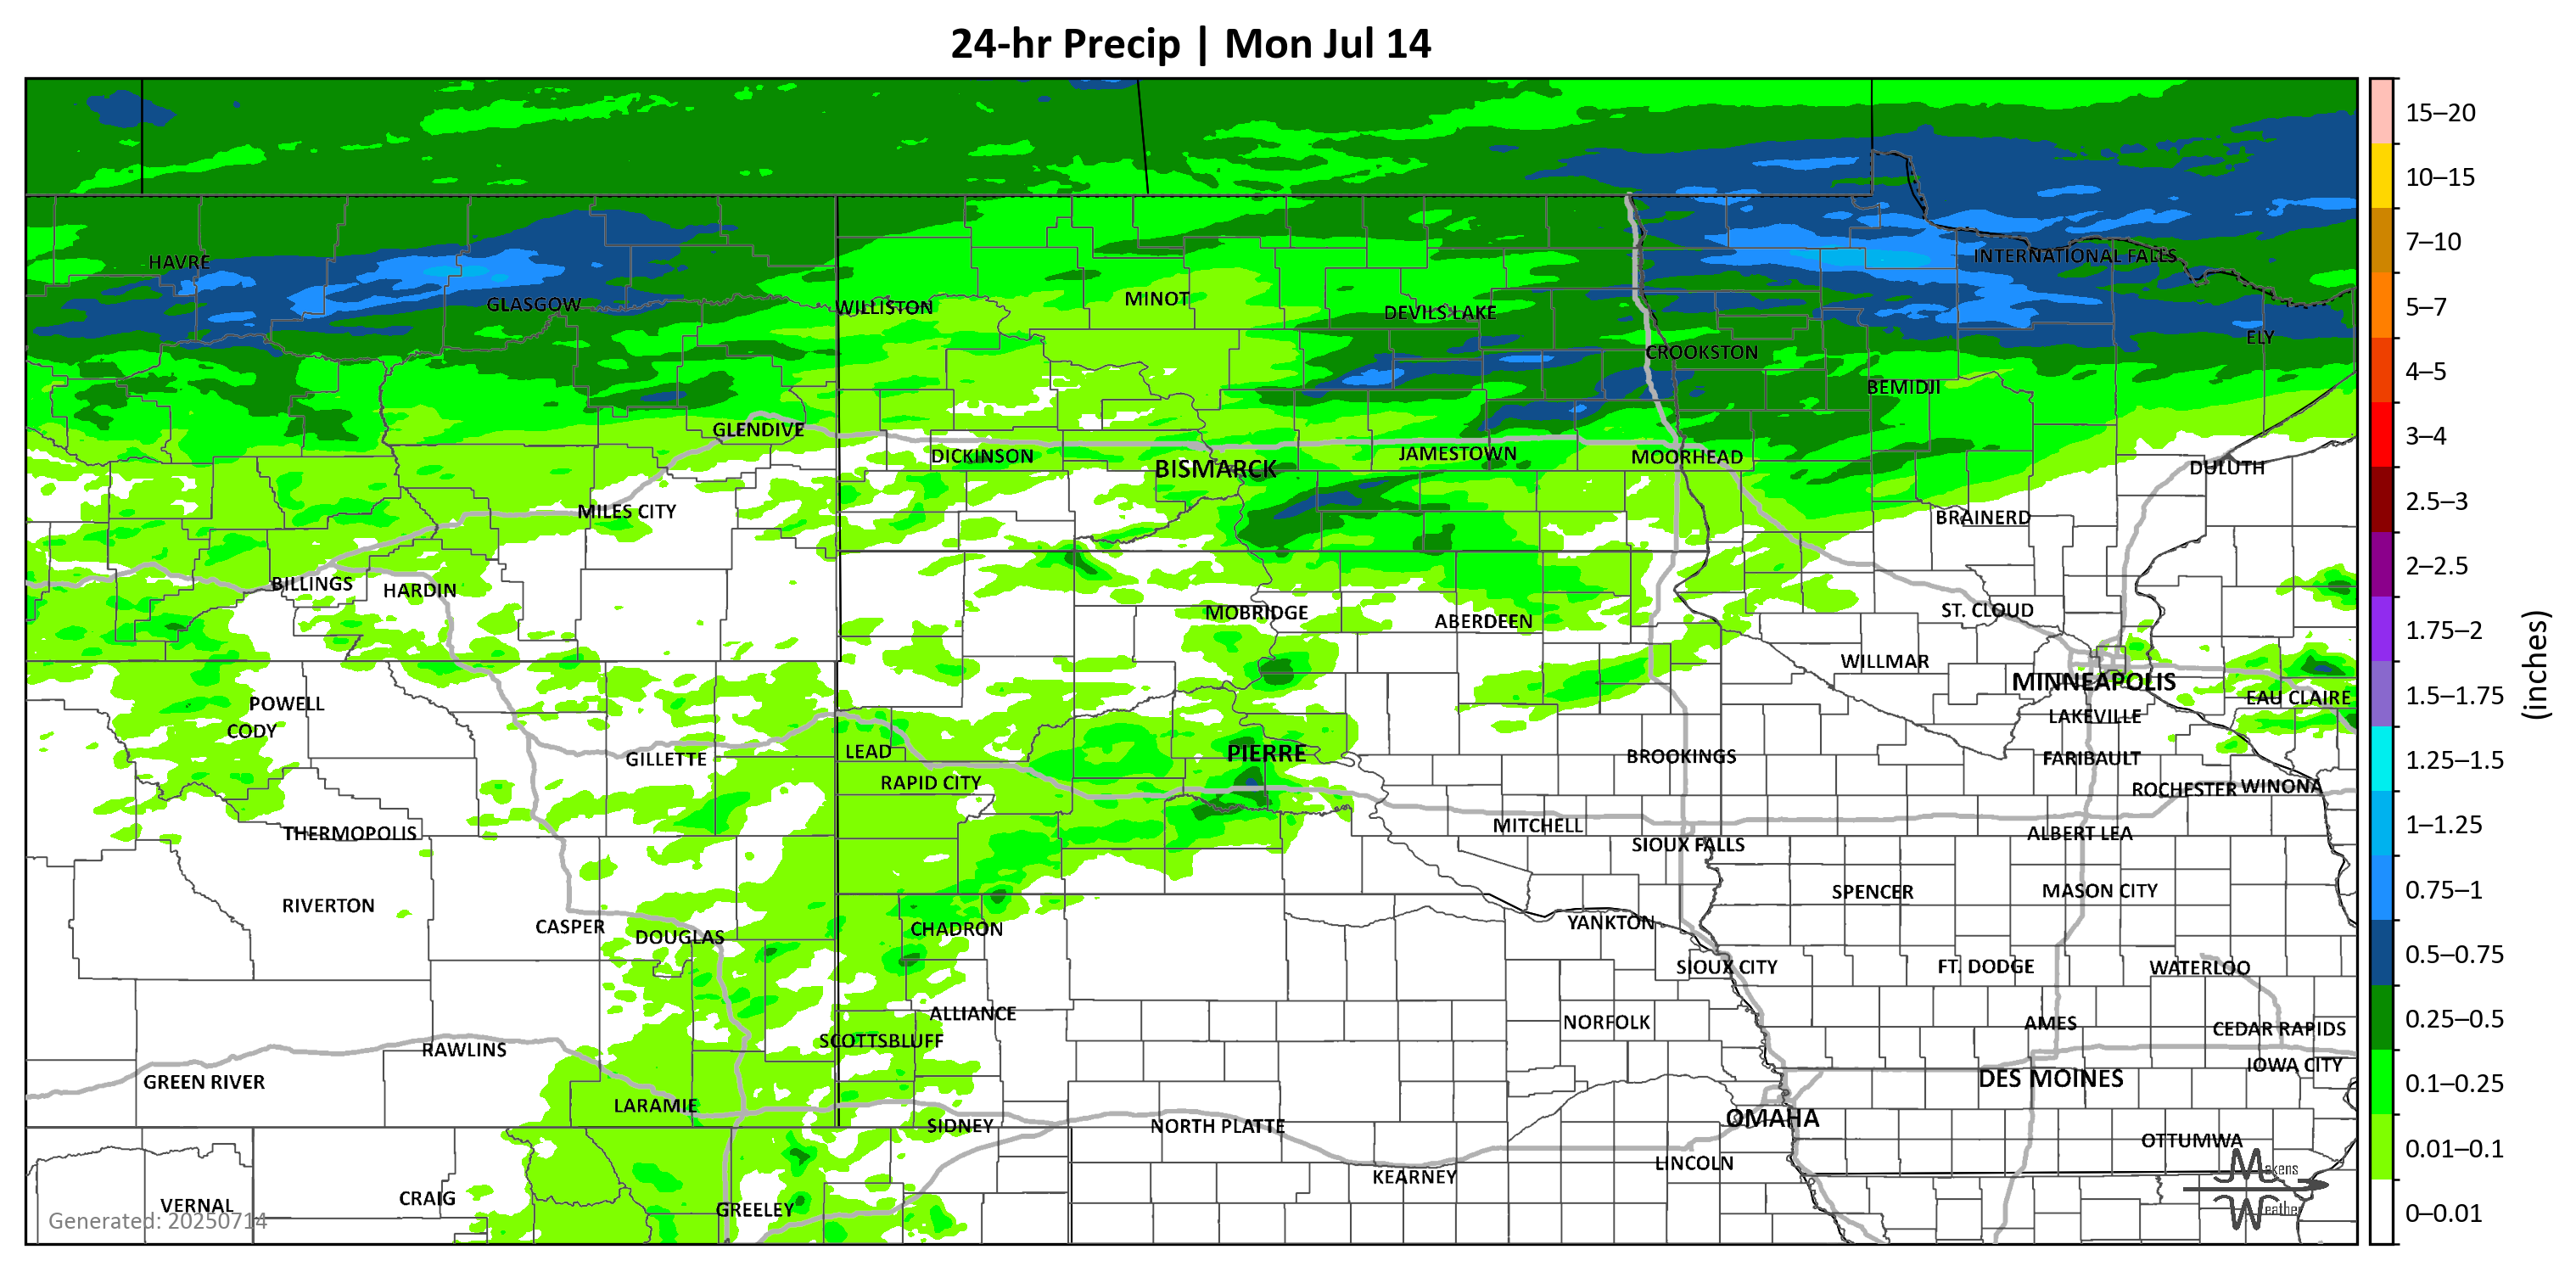 24-hr Precip | Mon Jul 14
15–20
10–15
INTERNATIONAL FALLS
7–10
HAVRE
MINOT
GLASGOW
WILLISTON
DEVILS LAKE
5–7
ELY
CROOKSTON
4–5
BEMIDJI
GLENDIVE
3–4
DICKINSON
JAMESTOWN
MOORHEAD
BISMARCK
DULUTH
2.5–3
MILES CITY
BRAINERD
2–2.5
BILLINGS
HARDIN
MOBRIDGE
ST. CLOUD
ABERDEEN
1.75–2
WILLMAR
(inches)
MINNEAPOLIS
EAU CLAIRE
1.5–1.75
POWELL
LAKEVILLE
CODY
LEAD
PIERRE
BROOKINGS
FARIBAULT
GILLETTE
1.25–1.5
RAPID CITY
ROCHESTER
WINONA
THERMOPOLIS
MITCHELL
ALBERT LEA
1–1.25
SIOUX FALLS
SPENCER
MASON CITY
0.75–1
RIVERTON
CASPER
DOUGLAS
CHADRON
YANKTON
SIOUX CITY
FT. DODGE
WATERLOO
0.5–0.75
ALLIANCE
NORFOLK
AMES
CEDAR RAPIDS
0.25–0.5
SCOTTSBLUFF
RAWLINS
IOWA CITY
GREEN RIVER
DES MOINES
0.1–0.25
LARAMIE
OMAHA
SIDNEY
NORTH PLATTE
OTTUMWA
0.01–0.1
LINCOLN
KEARNEY
Makens
Weather
VERNAL
CRAIG
GREELEY
Generated: 20250714
0–0.01